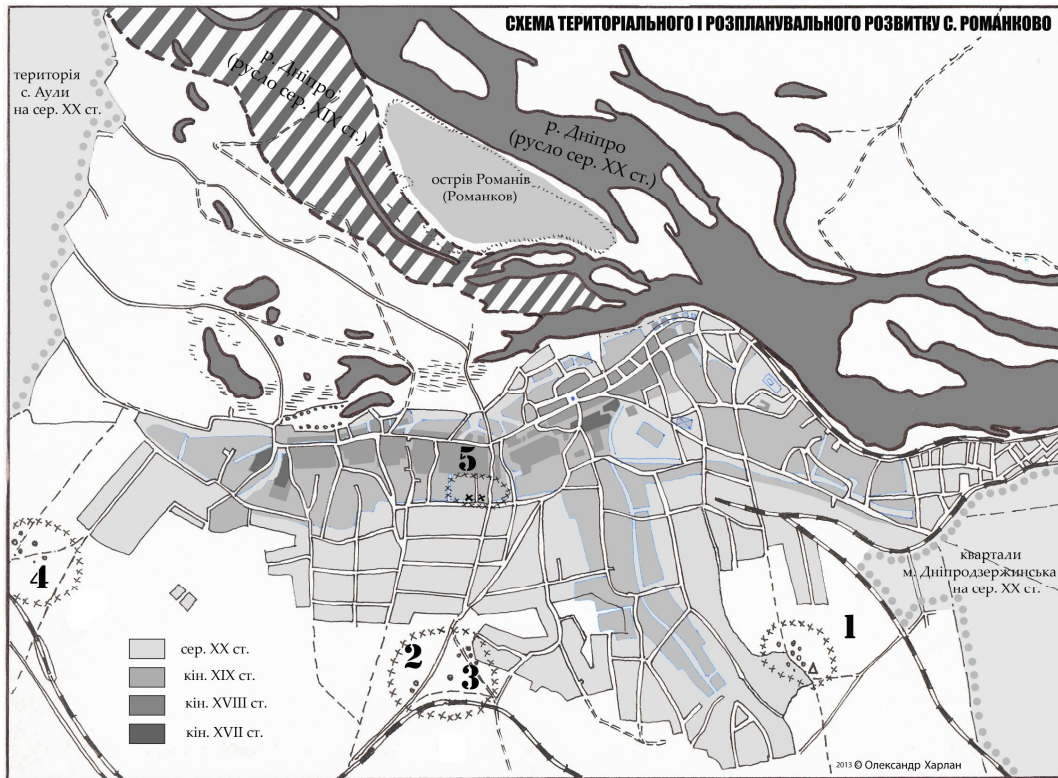 СХЕМА ТЕРИТОРІАЛЬНОГО І РОЗПЛАНУВАЛЬНОГО РОЗВИТКУ С. РОМАНКОВО
територія
с. Аули
на сер. XX ст.
р. Дніпро
(русло сер. XIX ст.)
р. Дніпро
(русло сер. XX ст.)
острів Романів
(Романков)
5
4
квартали
м. Дніпродзержинська
на сер. XX ст.
1
2
3
сер. XX ст.
кін. XIX ст.
кін. XVIII ст.
кін. XVII ст.
2013 © Олександр Харлан